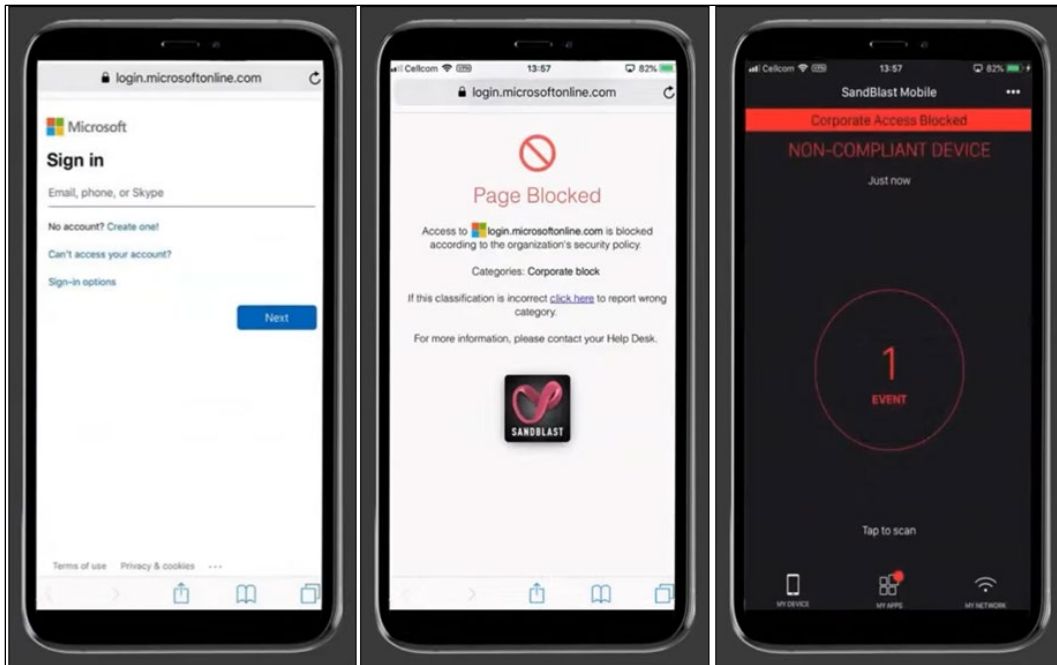 login.microsoftonline.com
Microsoft
Sign in
Email, phone, or Skype
No account? Create one!
Can't access your account?
Sign-in options
Next
Terms of use Privacy & cookies ...
Cellcom VPN 13:57 82%
login.microsoftonline.com
Page Blocked
Access to login.microsoftonline.com is blocked
according to the organization's security policy.
Categories: Corporate block
If this classification is incorrect click here to report wrong
category.
For more information, please contact your Help Desk.
SANDBLAST
Cellcom VPN 13:57 82%
SandBlast Mobile
Corporate Access Blocked
NON-COMPLIANT DEVICE
Just now
1
EVENT
Tap to scan
MY DEVICE MY APPS MY NETWORK